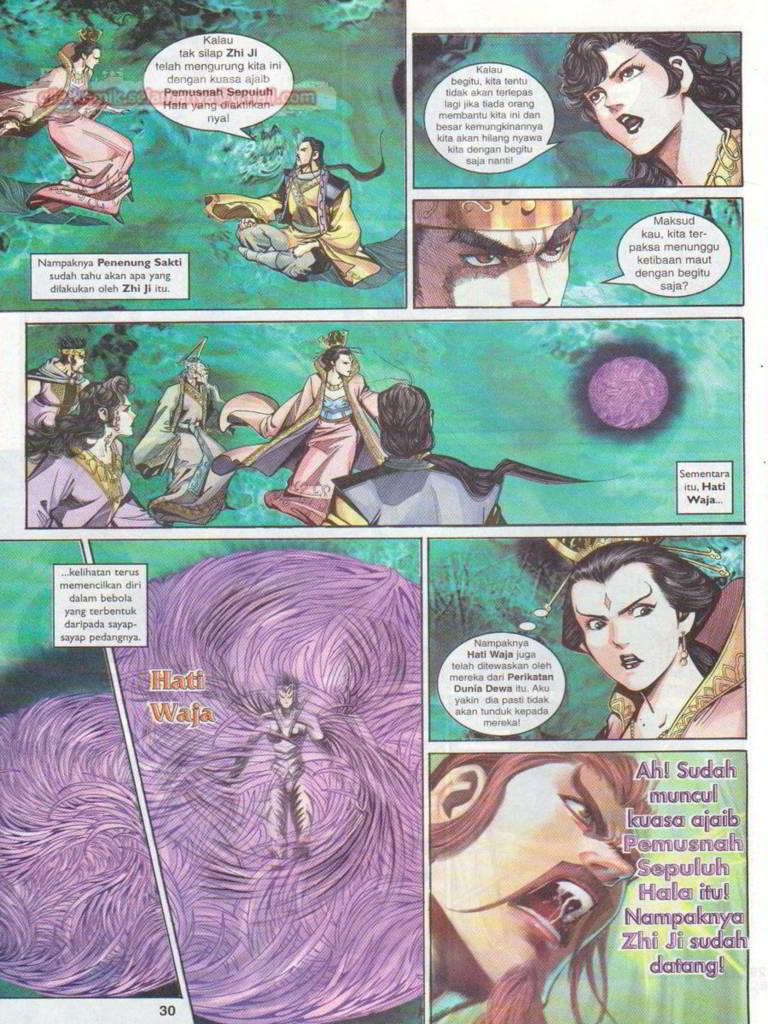 Kalau
tak silap Zhi Ji
telah mengurung kita ini
dengan kuasa ajaib
Pemusnah Sepuluh
Hala yang diaktifkan-
nya!
Nampaknya Penenung Sakti
sudah tahu akan apa yang
dilakukan oleh Zhi Ji itu.
Kalau
begitu, kita tentu
tidak akan terlepas
lagi jika tiada orang
membantu kita ini dan
besar kemungkinannya
kita akan hilang nyawa
kita dengan begitu
saja nanti!
Maksud
kau, kita ter-
paksa menunggu
ketibaan maut
dengan begitu
saja?
Sementara
itu, Hati
Waja...
...kelihatan terus
memencilkan diri
dalam bebola
yang terbentuk
daripada sayap-
sayap pedangnya.
Hati
Waja
Nampaknya
Hati Waja juga
telah ditewaskan oleh
mereka dari Perikatan
Dunia Dewa itu. Aku
yakin dia pasti tidak
akan tunduk kepada
mereka!
Ah! Sudah
muncul
kuasa ajaib
Pemusnah
Sepuluh
Hala itu!
Nampaknya
Zhi Ji sudah
datang!
30